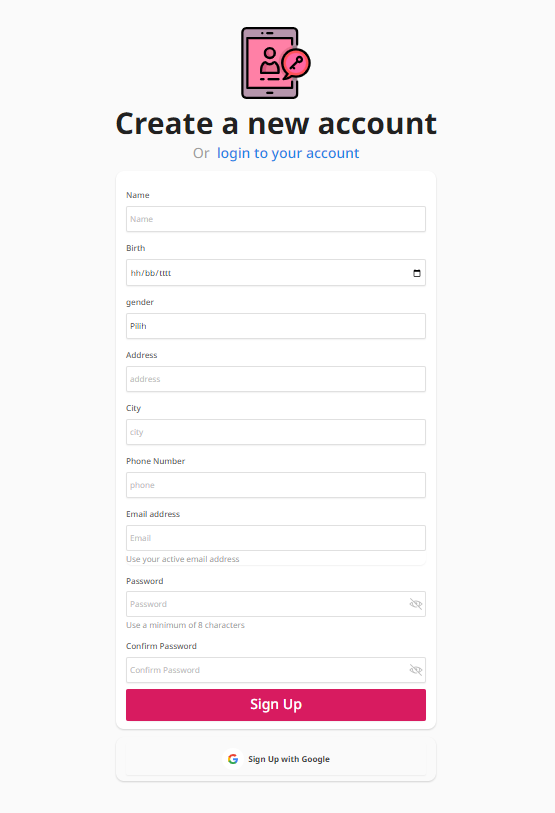 Create a new account
Or login to your account
Name
Name
Birth
hh/bb/tttt
gender
Pilih
Address
address
City
city
Phone Number
phone
Email address
Email
Use your active email address
Password
Password
Use a minimum of 8 characters
Confirm Password
Confirm Password
Sign Up
Sign Up with Google